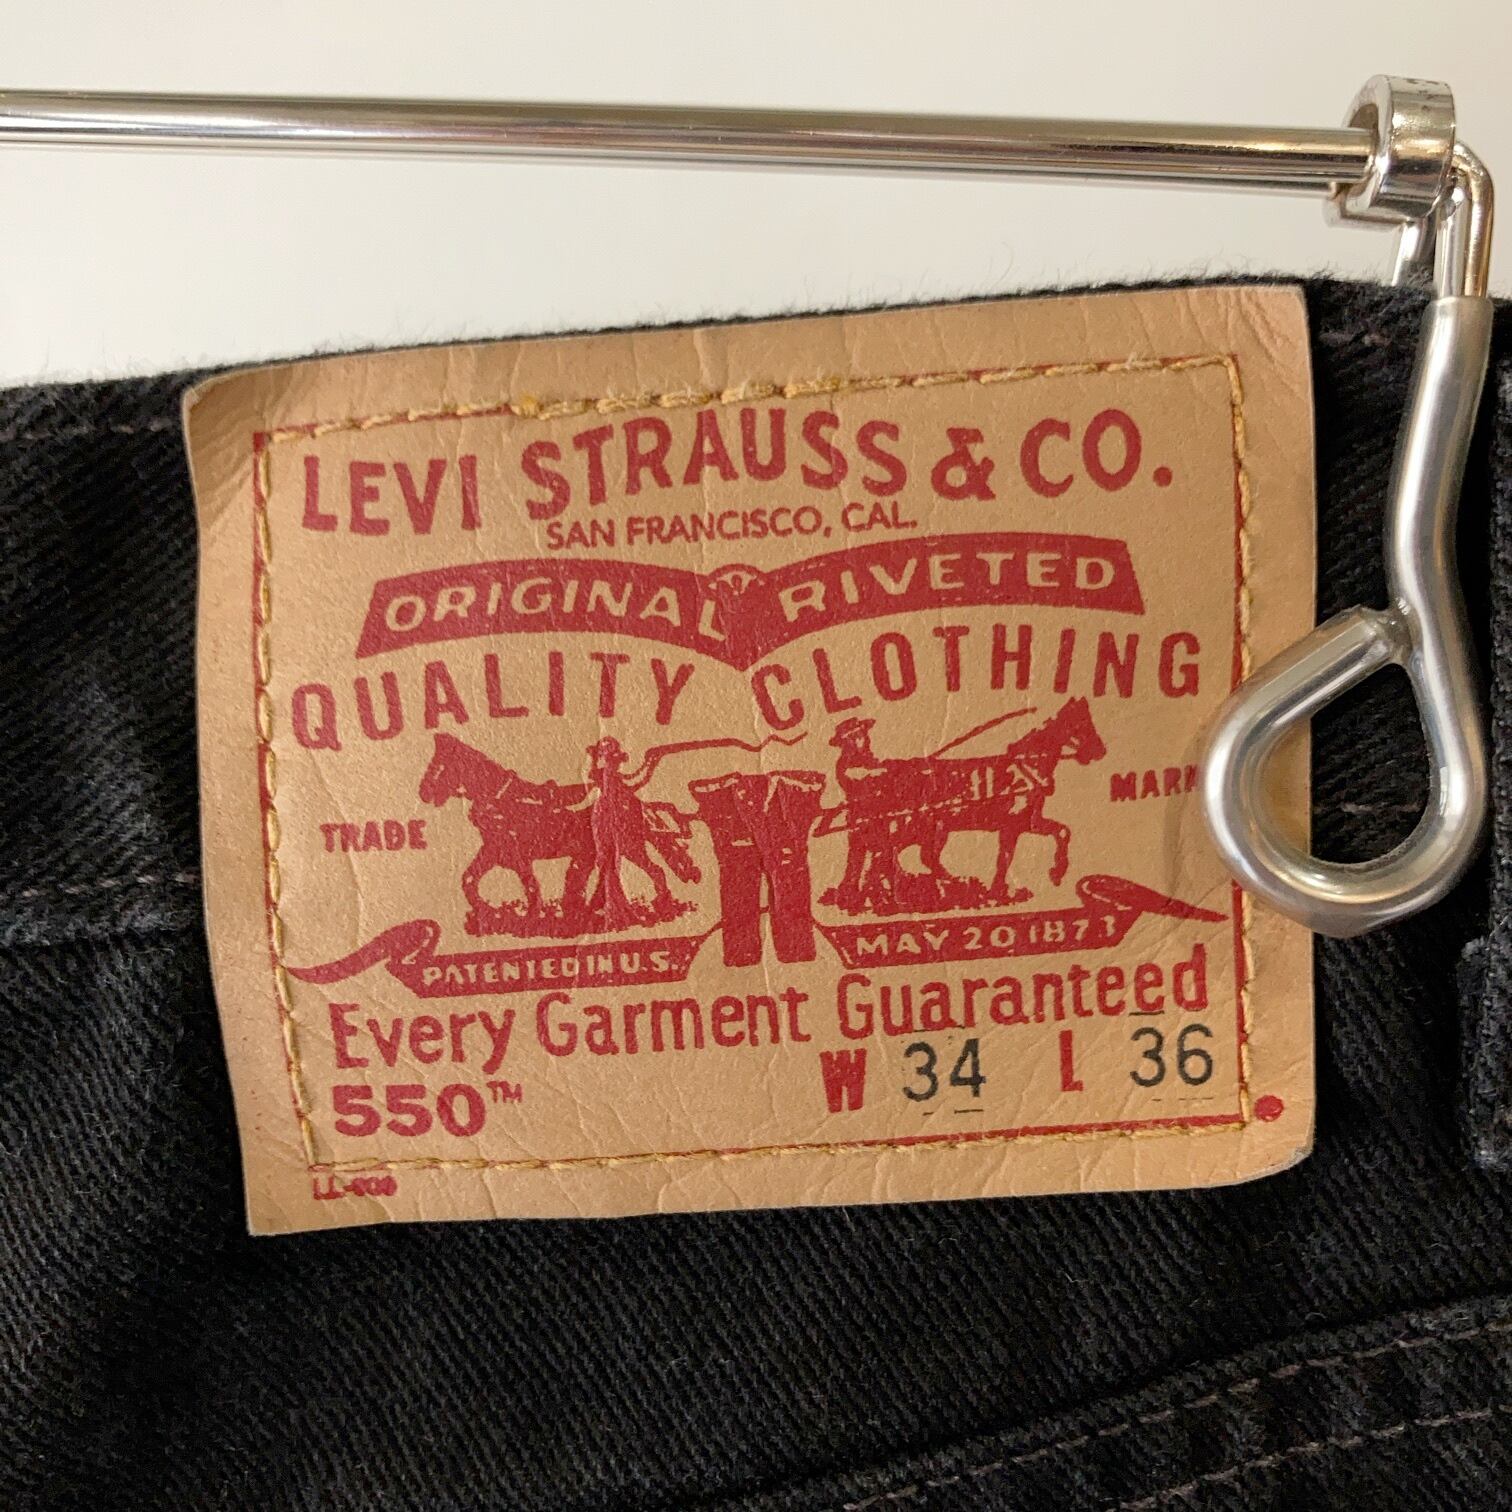 LEVI STRAUSS & CO.
SAN FRANCISCO, CAL.
ORIGINAL RIVETED
QUALITY CLOTHING
TRADE MARK
PATENTED IN U.S. MAY 20 1873
Every Garment Guaranteed
550™ W 34 L 36